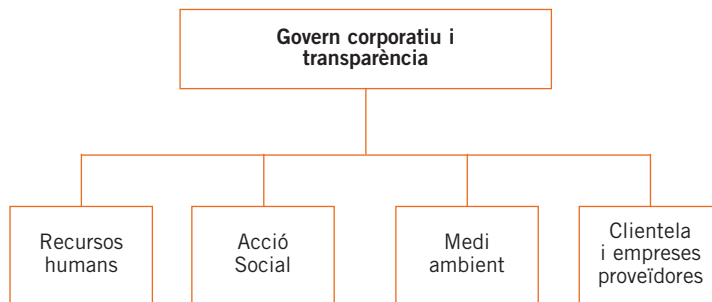 Govern corporatiu i
transparència
Recursos
humans
Acció
Social
Medi
ambient
Clientela
i empreses
proveïdores